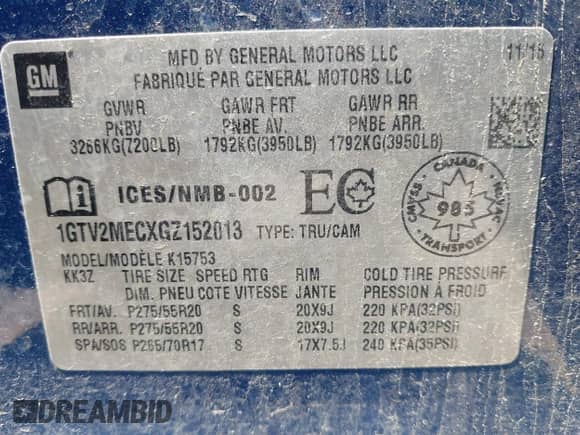 GM
MFD BY GENERAL MOTORS LLC
11/15
FABRIQUÉ PAR GENERAL MOTORS LLC
GVWR GAWR FRT GAWR RR
PNBV PNBE AV. PNBE ARR.
3266KG(7200LB) 1792KG(3950LB) 1792KG(3950LB)
ICES/NMB-002 EC
CANADA
CMVSS 903 NSVAC
TRANSPORT
1GTV2MECXGZ152013 TYPE: TRU/CAM
MODEL/MODÈLE K15753
KK3Z TIRE SIZE SPEED RTG RIM COLD TIRE PRESSURE
DIM. PNEU COTE VITESSE JANTE PRESSION À FROID
FRT/AV. P275/55R20 S 20X9J 220 KPA(32PSI)
RR/ARR. P275/55R20 S 20X9J 220 KPA(32PSI)
SPA/SOS P265/70R17 S 17X7.5J 240 KPA(35PSI)
DREAMBID